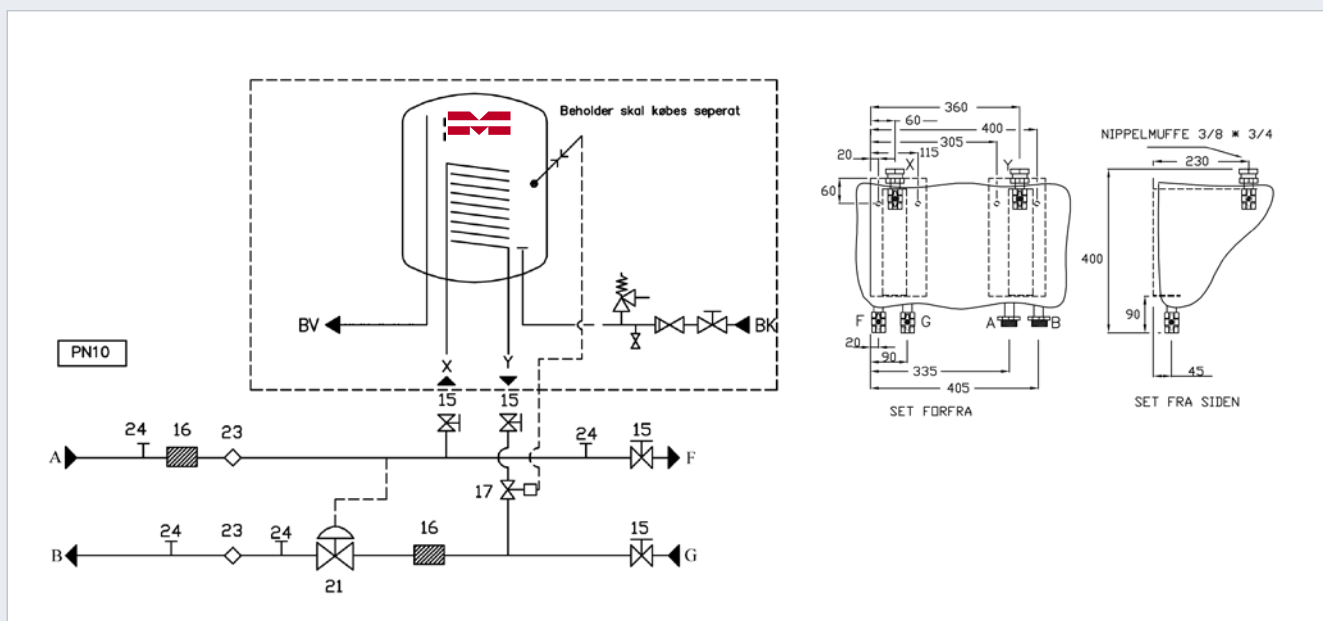 Beholder skal købes seperat
BV
BK
PN10
X
Y
15
15
24
16
23
24
15
A
F
17
24
23
24
16
15
B
G
21
360
60
400
305
20
115
X
Y
60
F
G
A
B
20
90
335
405
SET FORFRA
NIPPELMUFFE 3/8 * 3/4
230
400
90
45
SET FRA SIDEN